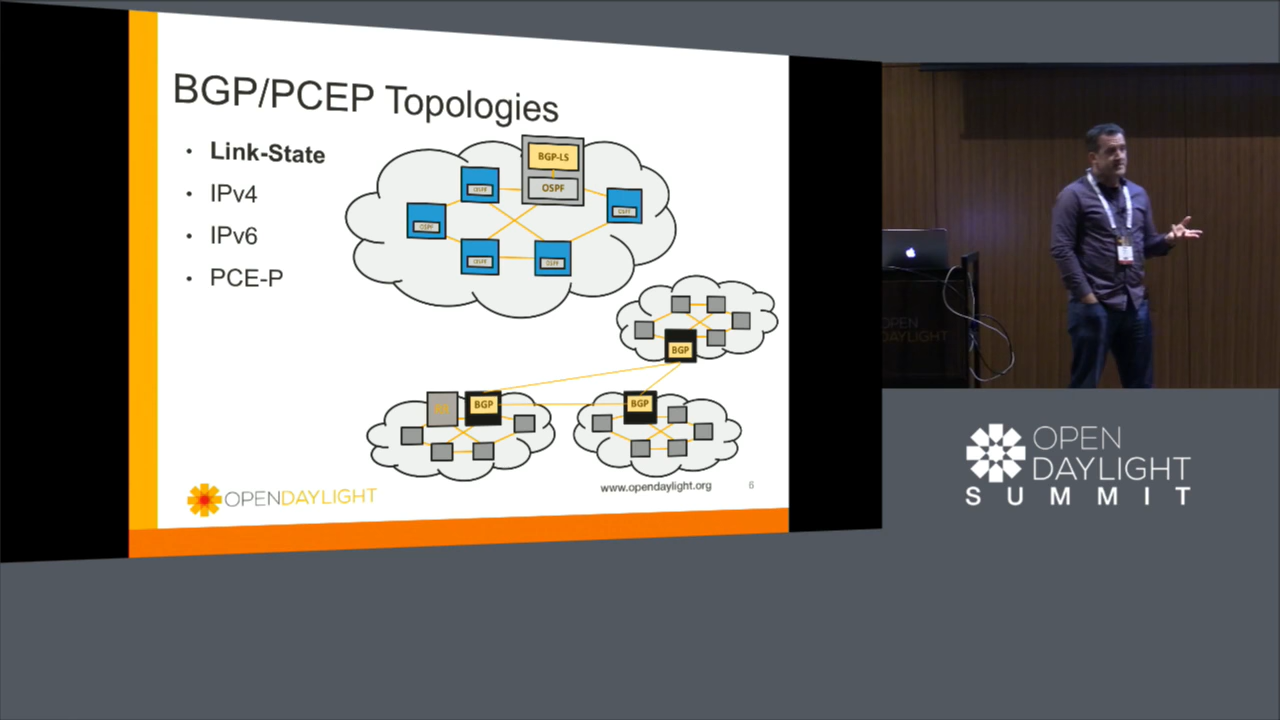 BGP/PCEP Topologies
• Link-State
• IPv4
• IPv6
• PCE-P
BGP-LS
OSPF
OSPF
OSPF
OSPF
OSPF
OSPF
BGP
BGP
BGP
OPENDAYLIGHT
www.opendaylight.org
6
OPEN
DAYLIGHT
OPEN
DAYLIGHT
SUMMIT